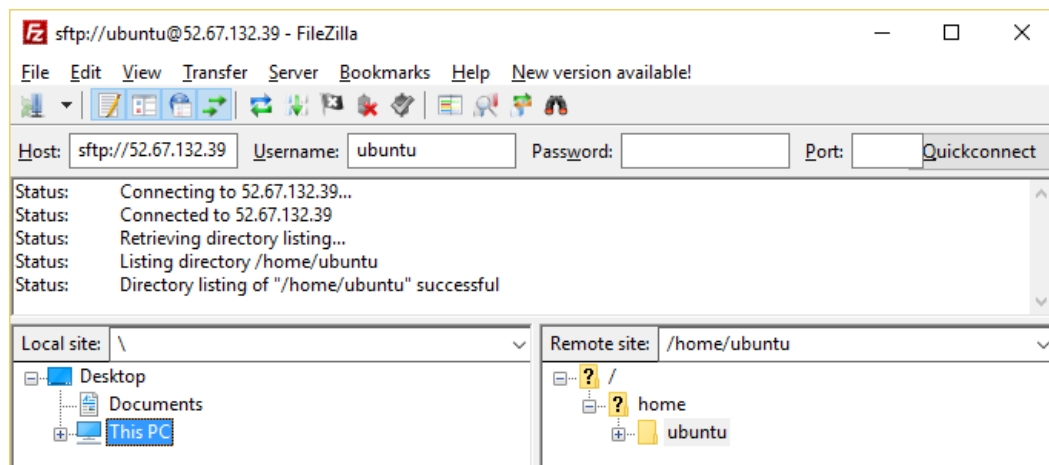 sftp://ubuntu@52.67.132.39 - FileZilla
File Edit View Transfer Server Bookmarks Help New version available!
Host: sftp://52.67.132.39 Username: ubuntu Password: Port: Quickconnect
Status: Connecting to 52.67.132.39...
Status: Connected to 52.67.132.39
Status: Retrieving directory listing...
Status: Listing directory /home/ubuntu
Status: Directory listing of "/home/ubuntu" successful
Local site: \ Remote site: /home/ubuntu
Desktop ? /
Documents ? home
This PC ubuntu